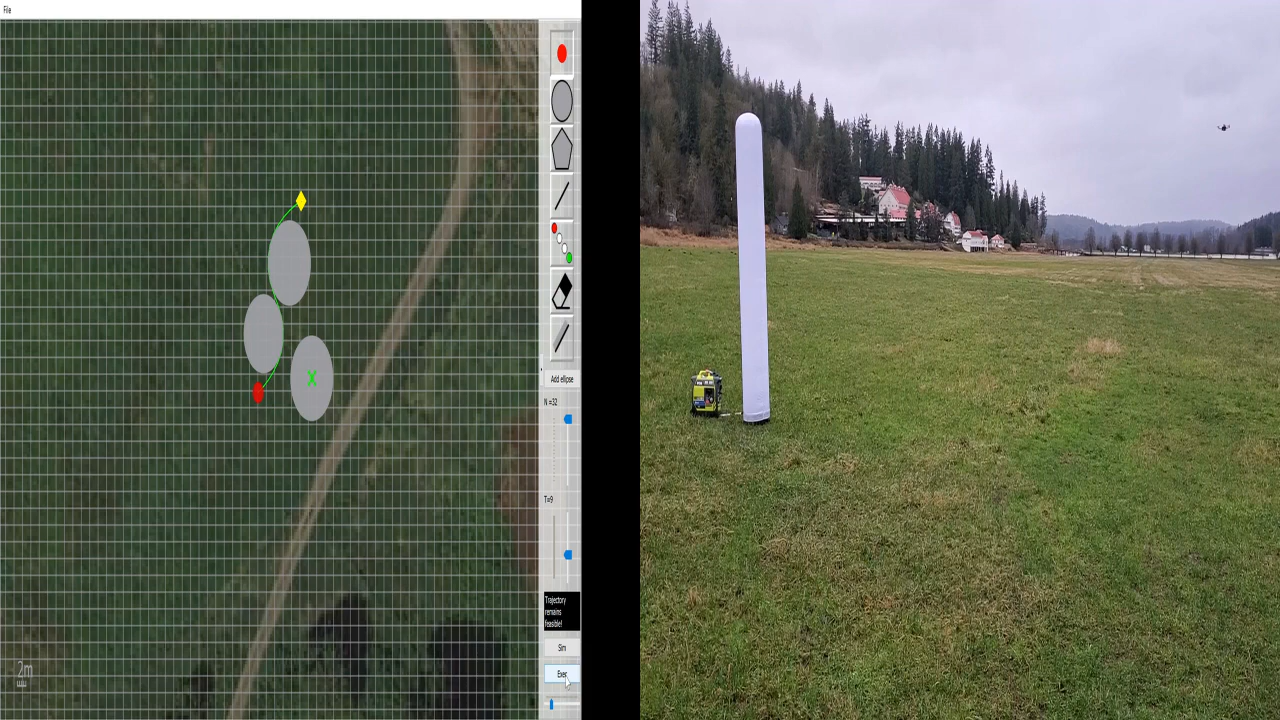 File
Add ellipse
N =32
T=9
Trajectory
remains
feasible!
Sim
Exec
2m